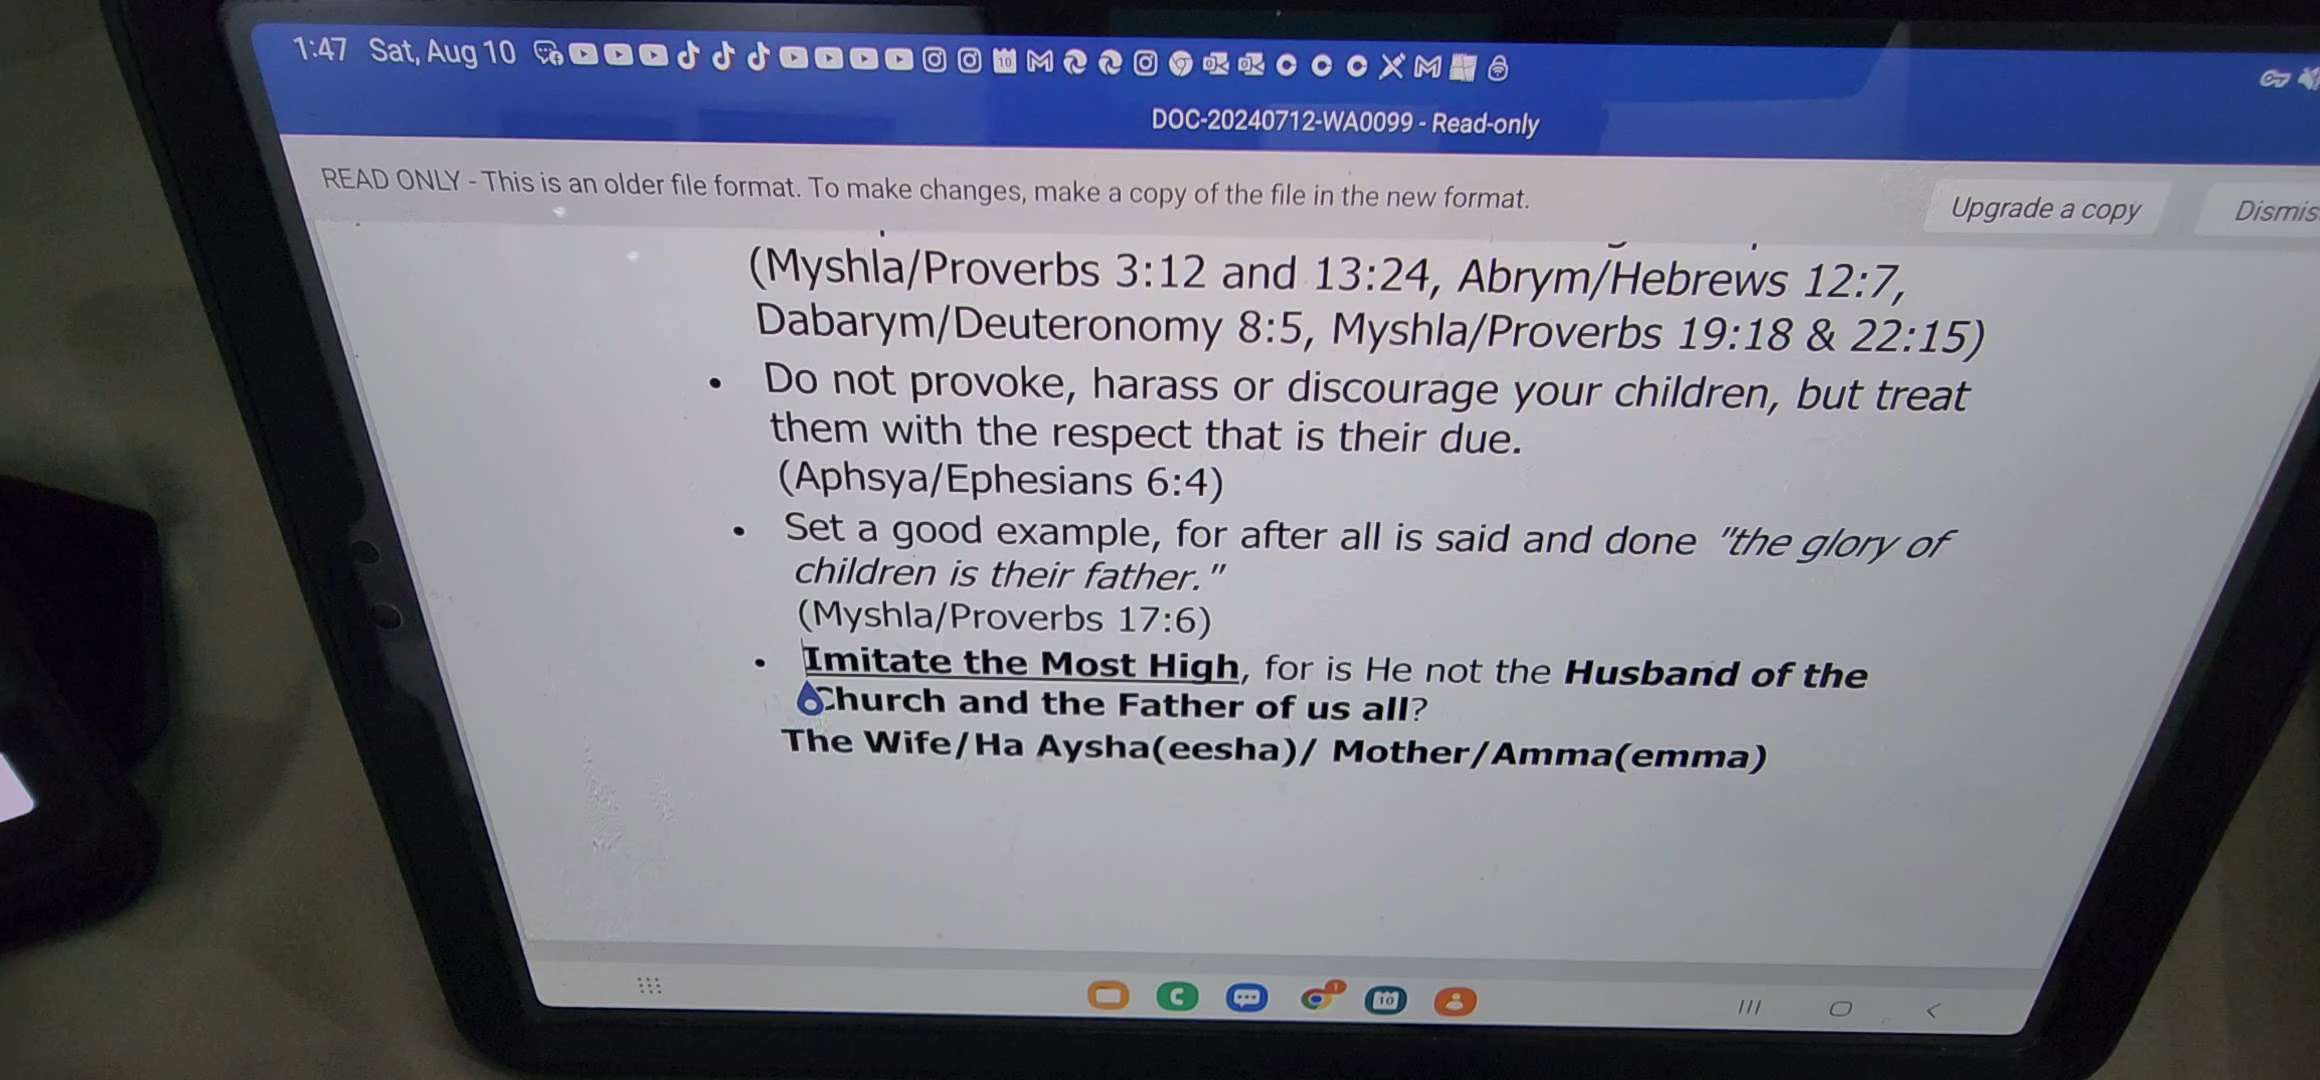 1:47 Sat, Aug 10
DOC-20240712-WA0099 - Read-only
READ ONLY - This is an older file format. To make changes, make a copy of the file in the new format.
Upgrade a copy
Dismis
(Myshla/Proverbs 3:12 and 13:24, Abrym/Hebrews 12:7,
Dabarym/Deuteronomy 8:5, Myshla/Proverbs 19:18 & 22:15)
• Do not provoke, harass or discourage your children, but treat
them with the respect that is their due.
(Aphsya/Ephesians 6:4)
• Set a good example, for after all is said and done "the glory of
children is their father."
(Myshla/Proverbs 17:6)
• Imitate the Most High, for is He not the Husband of the
Church and the Father of us all?
The Wife/Ha Aysha(eesha)/ Mother/Amma(emma)